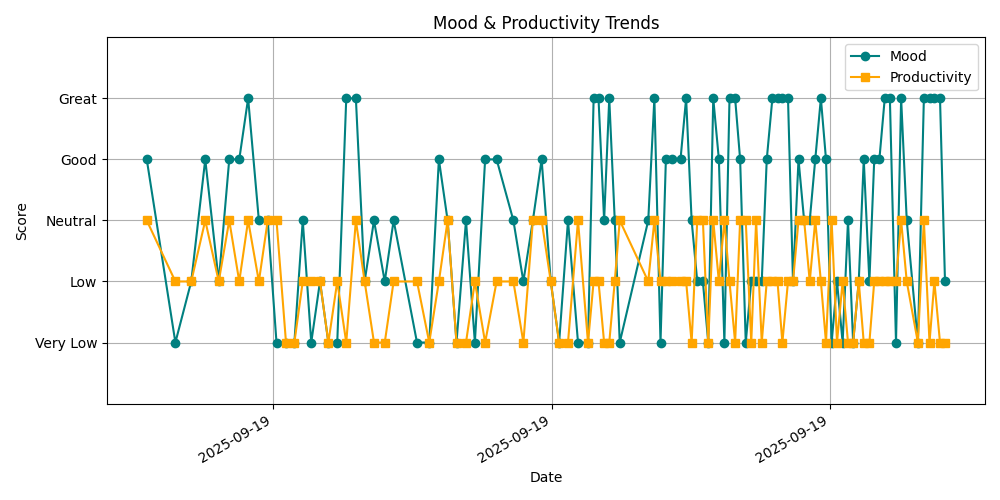 Mood & Productivity Trends
Mood
Productivity
Great
Good
Neutral
Low
Very Low
Score
2025-09-19
2025-09-19
2025-09-19
Date